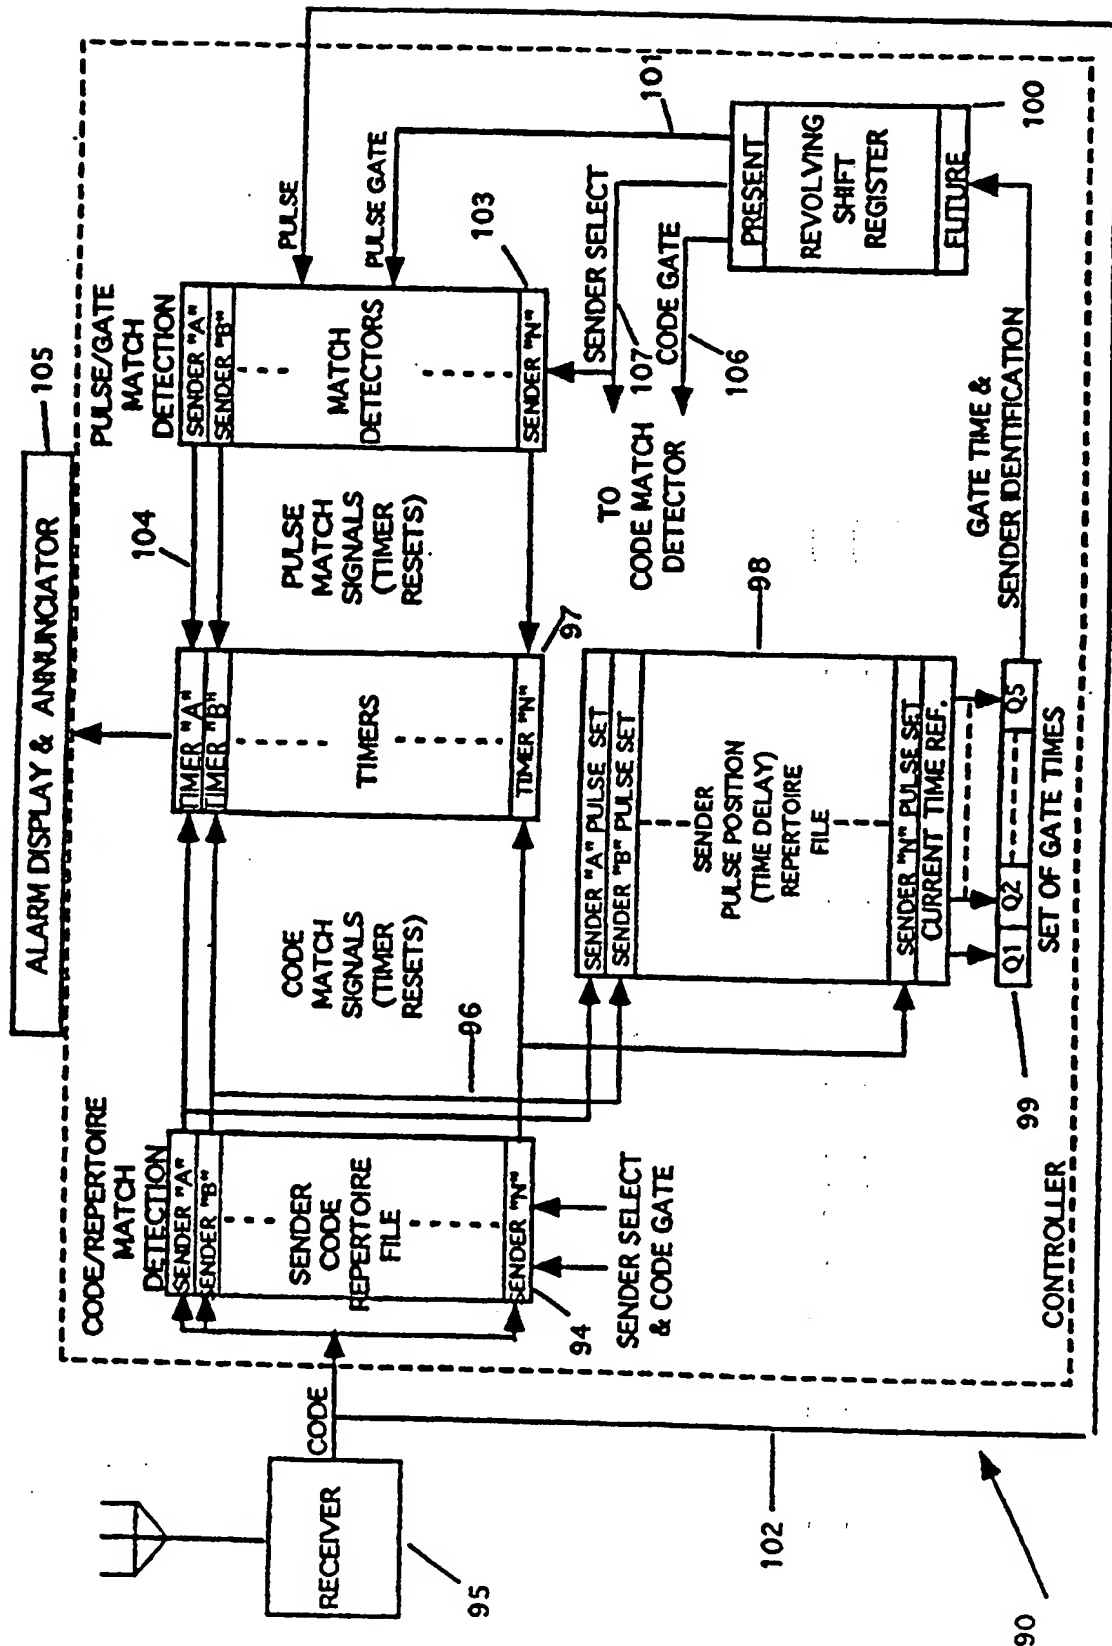 ALARM DISPLAY & ANNUNCIATOR
105
CODE/REPERTOIRE
MATCH
DETECTION
SENDER "A"
SENDER "B"
SENDER
CODE
REPERTOIRE
FILE
SENDER "N"
94
SENDER SELECT
& CODE GATE
RECEIVER
95
CODE
CODE
MATCH
SIGNALS
(TIMER
RESETS)
96
TIMER "A"
TIMER "B"
TIMERS
TIMER "N"
97
104
PULSE
MATCH
SIGNALS
(TIMER
RESETS)
PULSE/GATE
MATCH
DETECTION
SENDER "A"
SENDER "B"
MATCH
DETECTORS
SENDER "N"
103
PULSE
PULSE GATE
101
SENDER SELECT
107
CODE GATE
106
TO
CODE MATCH
DETECTOR
PRESENT
REVOLVING
SHIFT
REGISTER
FUTURE
100
SENDER "A" PULSE SET
SENDER "B" PULSE SET
SENDER
PULSE POSITION
(TIME DELAY)
REPERTOIRE
FILE
SENDER "N" PULSE SET
CURRENT TIME REF.
98
Q1 Q2 Q5
SET OF GATE TIMES
99
GATE TIME &
SENDER IDENTIFICATION
CONTROLLER
102
90